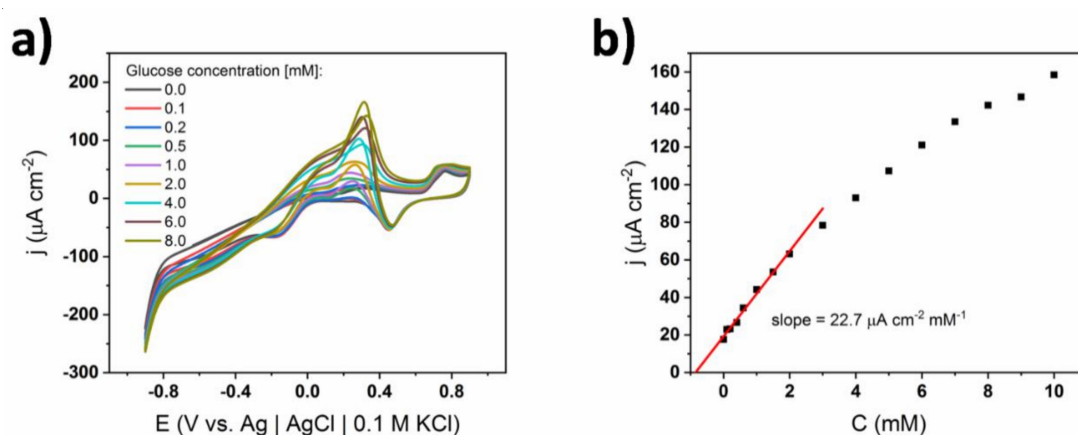 a)
Glucose concentration [mM]:
0.0
0.1
0.2
0.5
1.0
2.0
4.0
6.0
8.0
200
100
0
-100
-200
-300
j (μA cm-2)
-0.8 -0.4 0.0 0.4 0.8
E (V vs. Ag | AgCl | 0.1 M KCl)
b)
160
140
120
100
80
60
40
20
0
j (μA cm-2)
slope = 22.7 μA cm-2 mM-1
0 2 4 6 8 10
C (mM)